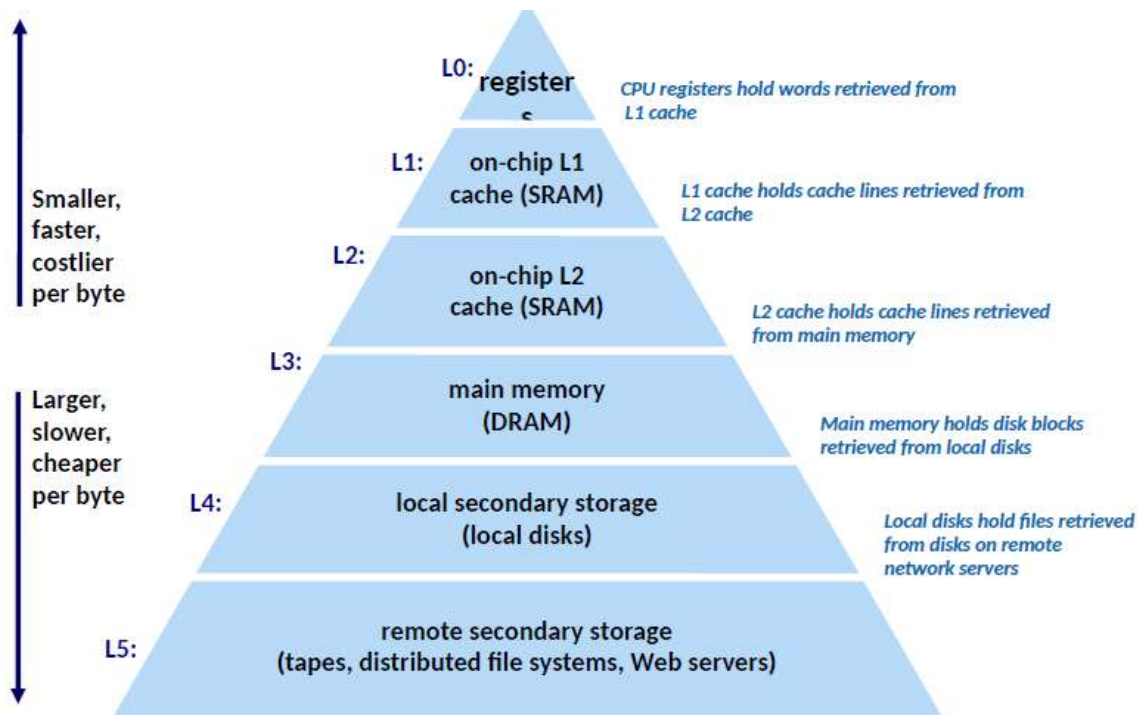 L0:
register
s
CPU registers hold words retrieved from
L1 cache
L1:
on-chip L1
cache (SRAM)
L1 cache holds cache lines retrieved from
L2 cache
Smaller,
faster,
costlier
per byte
L2:
on-chip L2
cache (SRAM)
L2 cache holds cache lines retrieved
from main memory
L3:
main memory
(DRAM)
Larger,
slower,
cheaper
per byte
Main memory holds disk blocks
retrieved from local disks
L4:
local secondary storage
(local disks)
Local disks hold files retrieved
from disks on remote
network servers
L5:
remote secondary storage
(tapes, distributed file systems, Web servers)